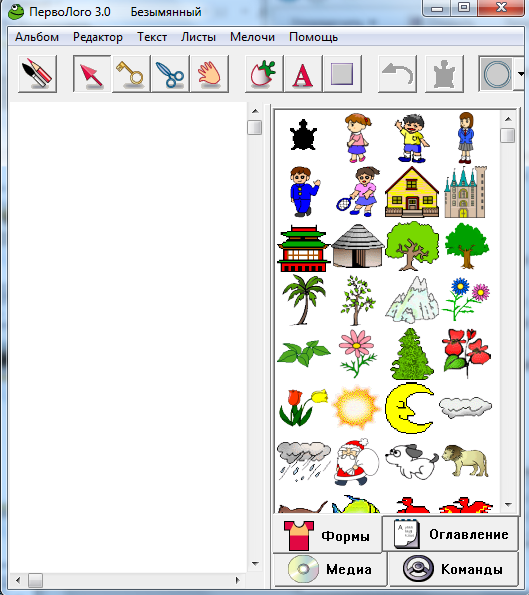 ПервоЛого 3.0 Безымянный
Альбом Редактор Текст Листы Мелочи Помощь
A
Формы
Оглавление
Медиа
Команды